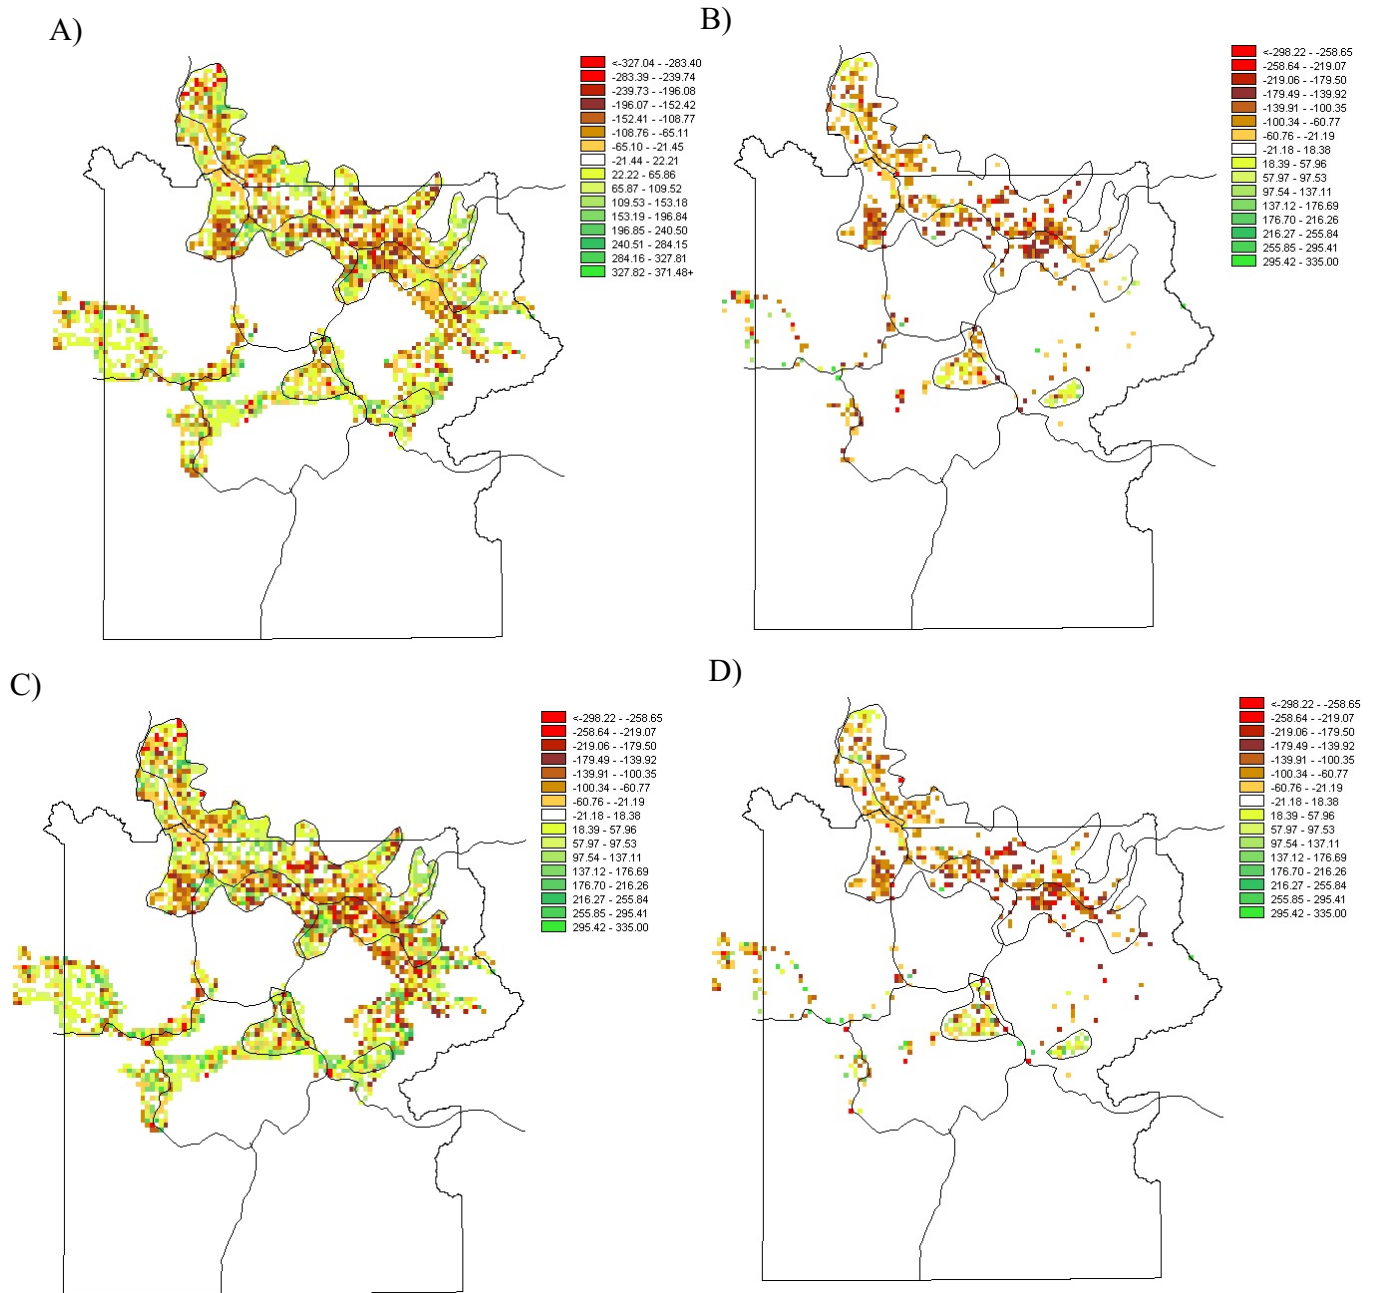 A)
<-327.04 - -283.40
-283.39 - -239.74
-239.73 - -196.08
-196.07 - -152.42
-152.41 - -108.77
-108.76 - -65.11
-65.10 - -21.45
-21.44 - 22.21
22.22 - 65.86
65.87 - 109.52
109.53 - 153.18
153.19 - 196.84
196.85 - 240.50
240.51 - 284.15
284.16 - 327.81
327.82 - 371.48+
B)
<-298.22 - -258.65
-258.64 - -219.07
-219.06 - -179.50
-179.49 - -139.92
-139.91 - -100.35
-100.34 - -60.77
-60.76 - -21.19
-21.18 - 18.38
18.39 - 57.96
57.97 - 97.53
97.54 - 137.11
137.12 - 176.69
176.70 - 216.26
216.27 - 255.84
255.85 - 295.41
295.42 - 335.00
C)
<-298.22 - -258.65
-258.64 - -219.07
-219.06 - -179.50
-179.49 - -139.92
-139.91 - -100.35
-100.34 - -60.77
-60.76 - -21.19
-21.18 - 18.38
18.39 - 57.96
57.97 - 97.53
97.54 - 137.11
137.12 - 176.69
176.70 - 216.26
216.27 - 255.84
255.85 - 295.41
295.42 - 335.00
D)
<-298.22 - -258.65
-258.64 - -219.07
-219.06 - -179.50
-179.49 - -139.92
-139.91 - -100.35
-100.34 - -60.77
-60.76 - -21.19
-21.18 - 18.38
18.39 - 57.96
57.97 - 97.53
97.54 - 137.11
137.12 - 176.69
176.70 - 216.26
216.27 - 255.84
255.85 - 295.41
295.42 - 335.00